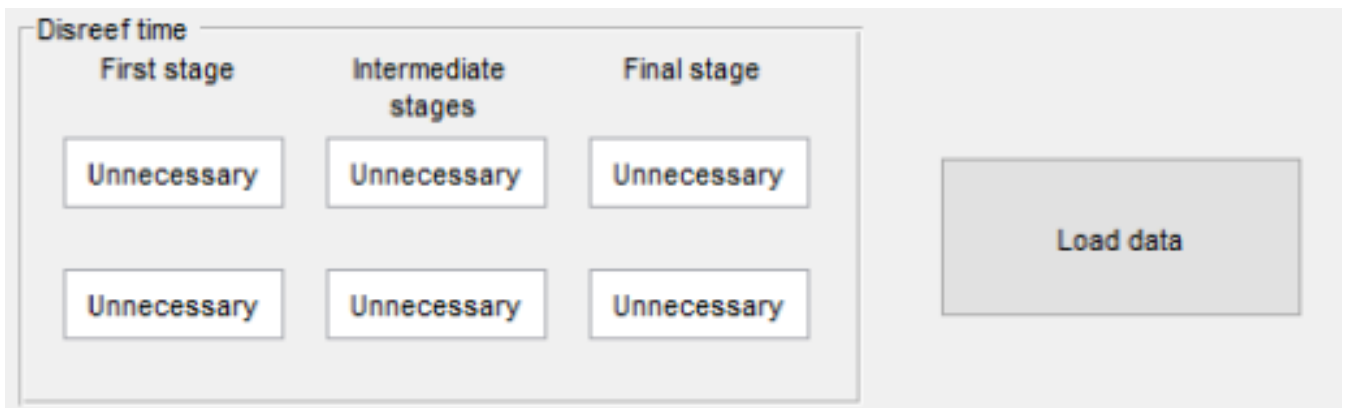 Disreef time
First stage Intermediate stages Final stage
Unnecessary Unnecessary Unnecessary
Load data
Unnecessary Unnecessary Unnecessary